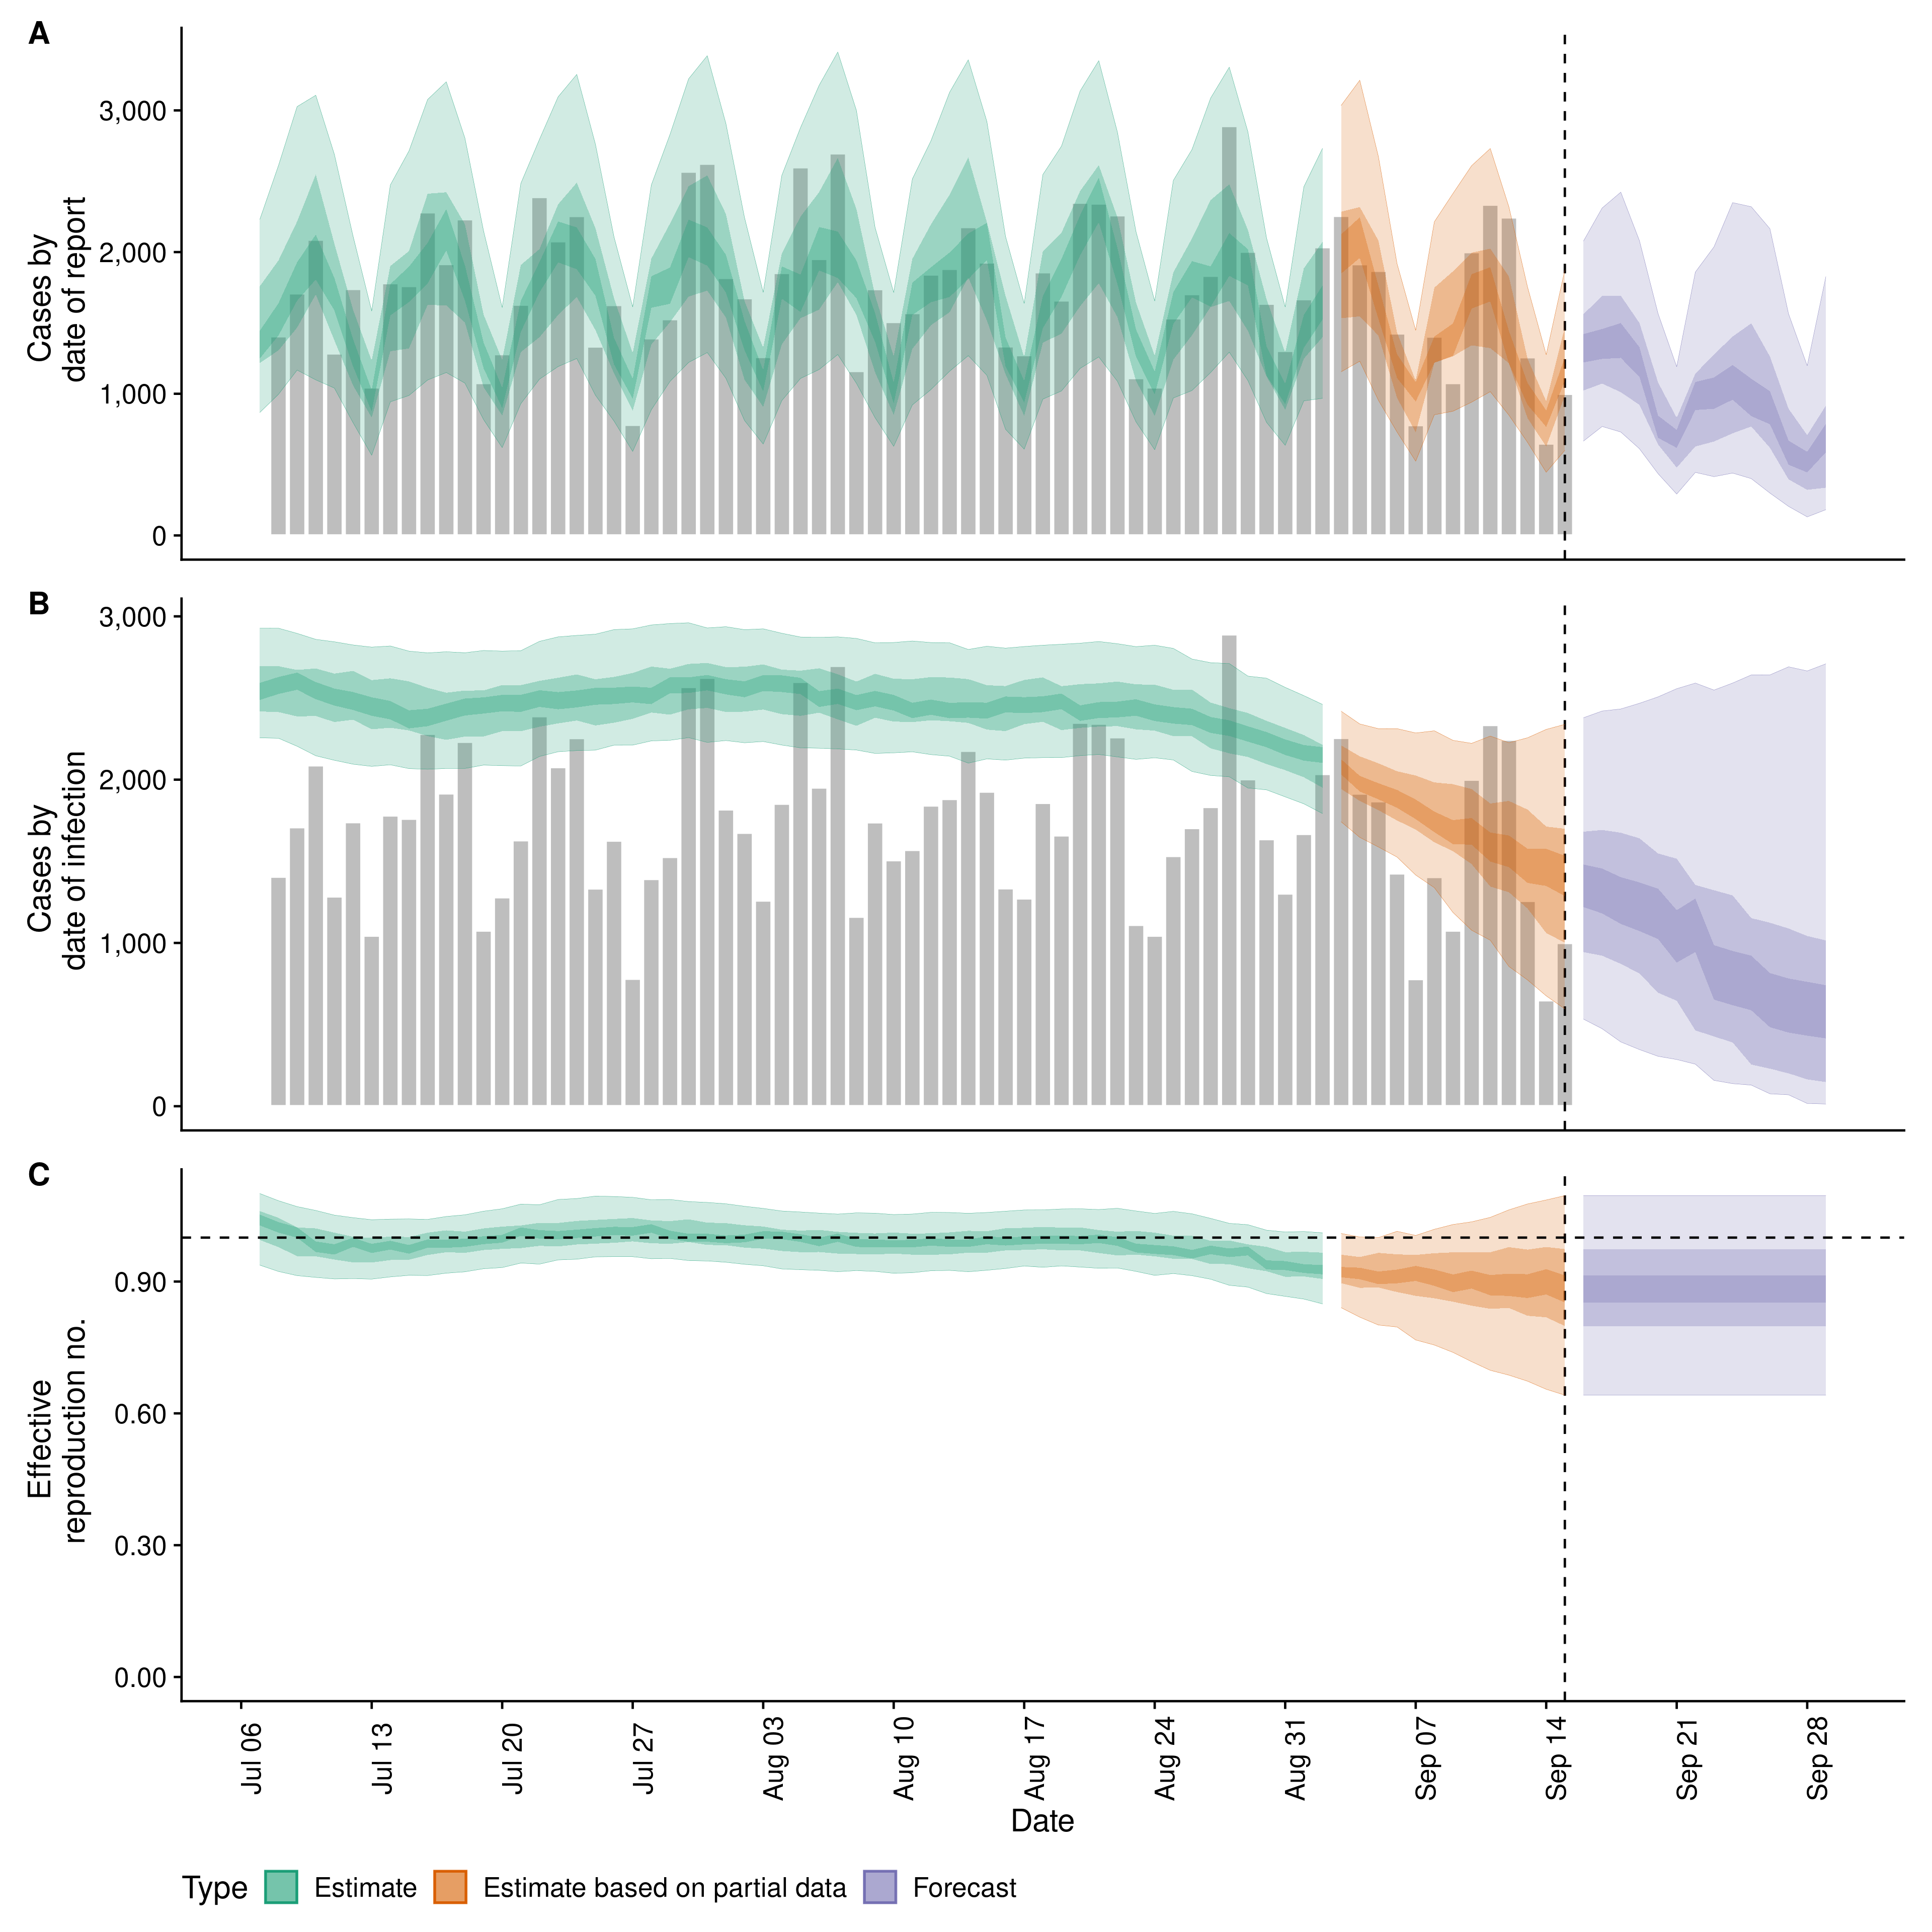 A
Cases by
date of report
3,000
2,000
1,000
0
B
Cases by
date of infection
3,000
2,000
1,000
0
C
Effective
reproduction no.
0.90
0.60
0.30
0.00
Jul 06
Jul 13
Jul 20
Jul 27
Aug 03
Aug 10
Aug 17
Aug 24
Aug 31
Sep 07
Sep 14
Sep 21
Sep 28
Date
Type Estimate Estimate based on partial data Forecast